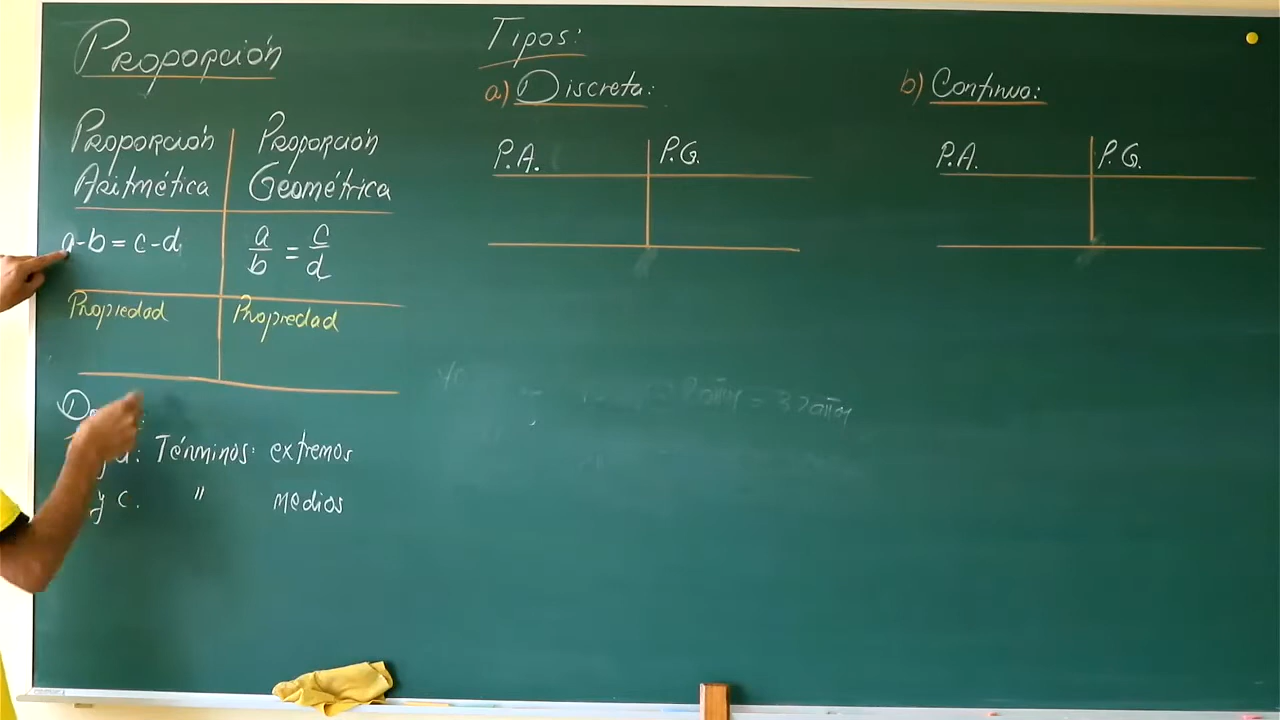 Proporción
Proporción Aritmética
Proporción Geométrica
a-b = c-d
a/b = c/d
Propiedad
Propiedad
D
y d: Términos: extremos
y c. " medios
Tipos:
a) Discreta:
P.A.
P.G.
b) Continua:
P.A.
P.G.